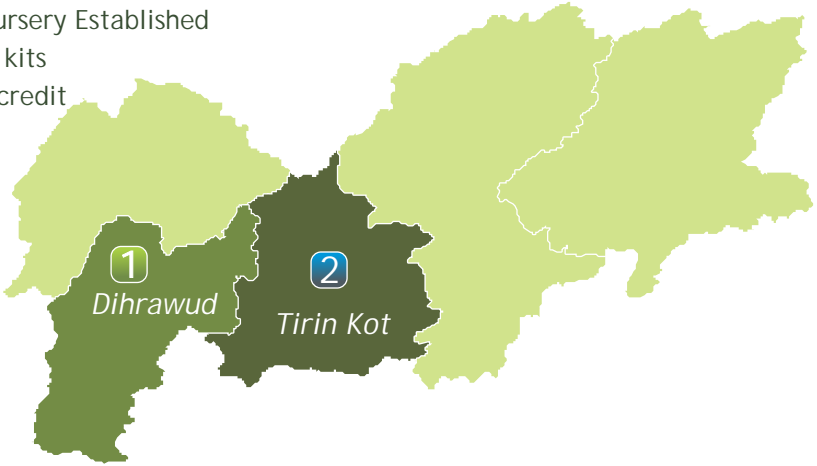 ursery Established
kits
credit
1
Dihrawud
2
Tirin Kot